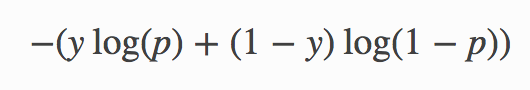 −(y log(p) + (1 − y) log(1 − p))